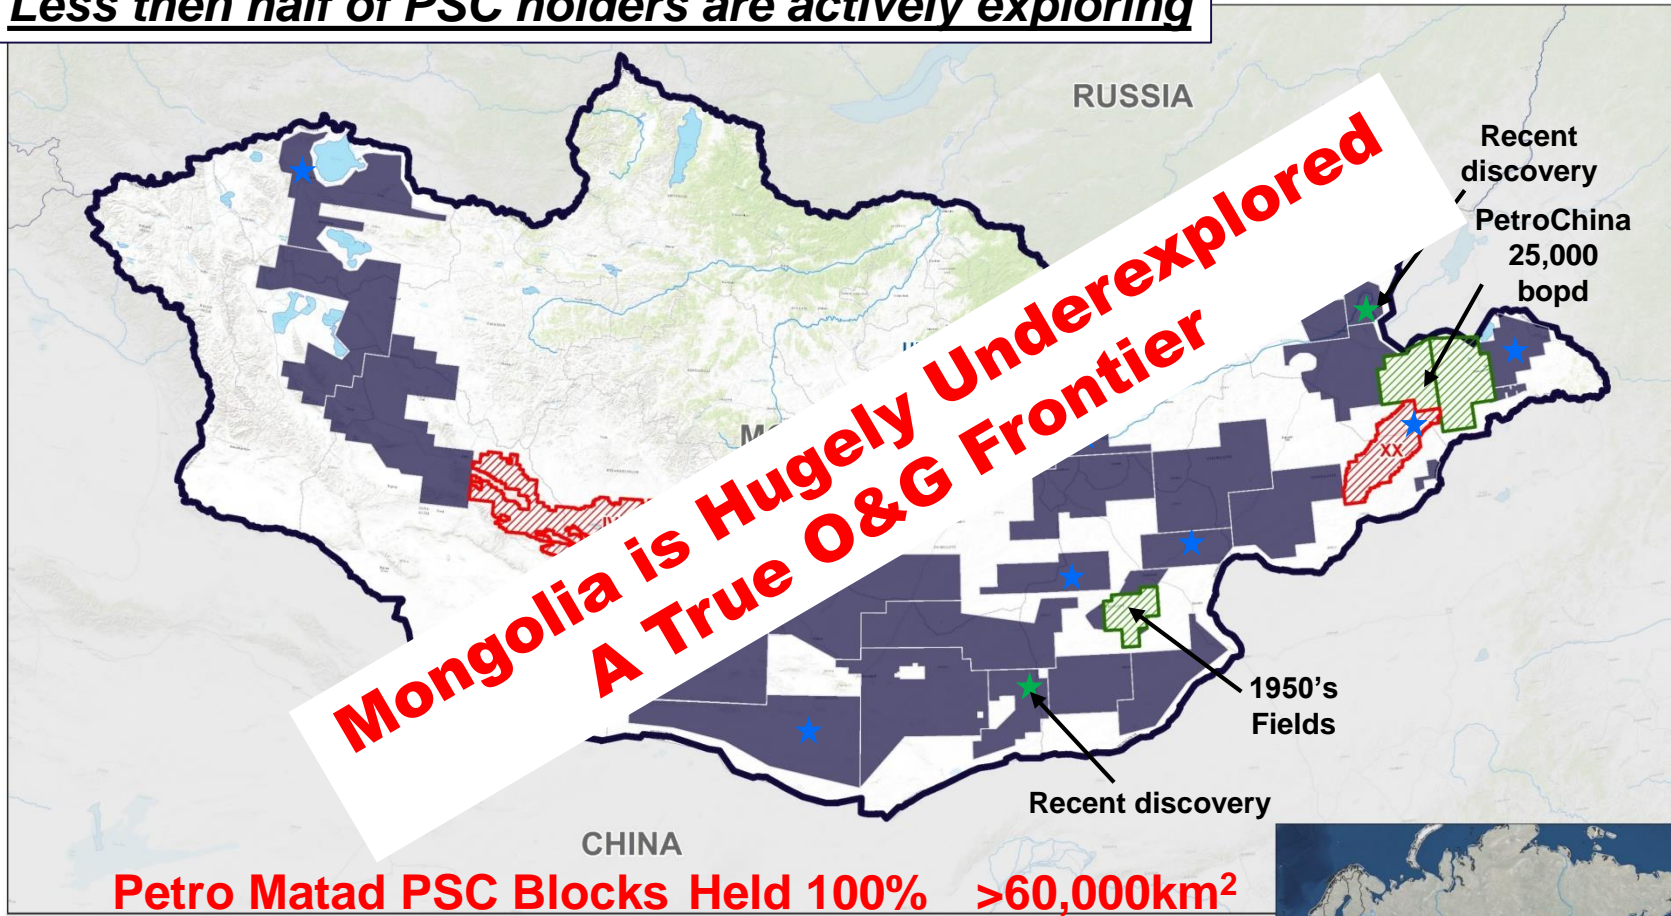 Less then half of PSC holders are actively exploring
RUSSIA
Recent
discovery
PetroChina
25,000
bopd
Mongolia is Hugely Underexplored
A True O&G Frontier
XX
1950's
Fields
Recent discovery
CHINA
Petro Matad PSC Blocks Held 100% >60,000km²